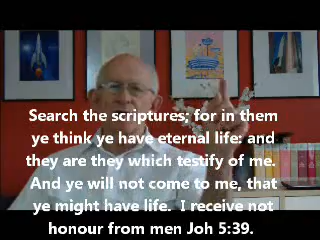 Search the scriptures; for in them
ye think ye have eternal life: and
they are they which testify of me.
And ye will not come to me, that
ye might have life.  I receive not
honour from men Joh 5:39.